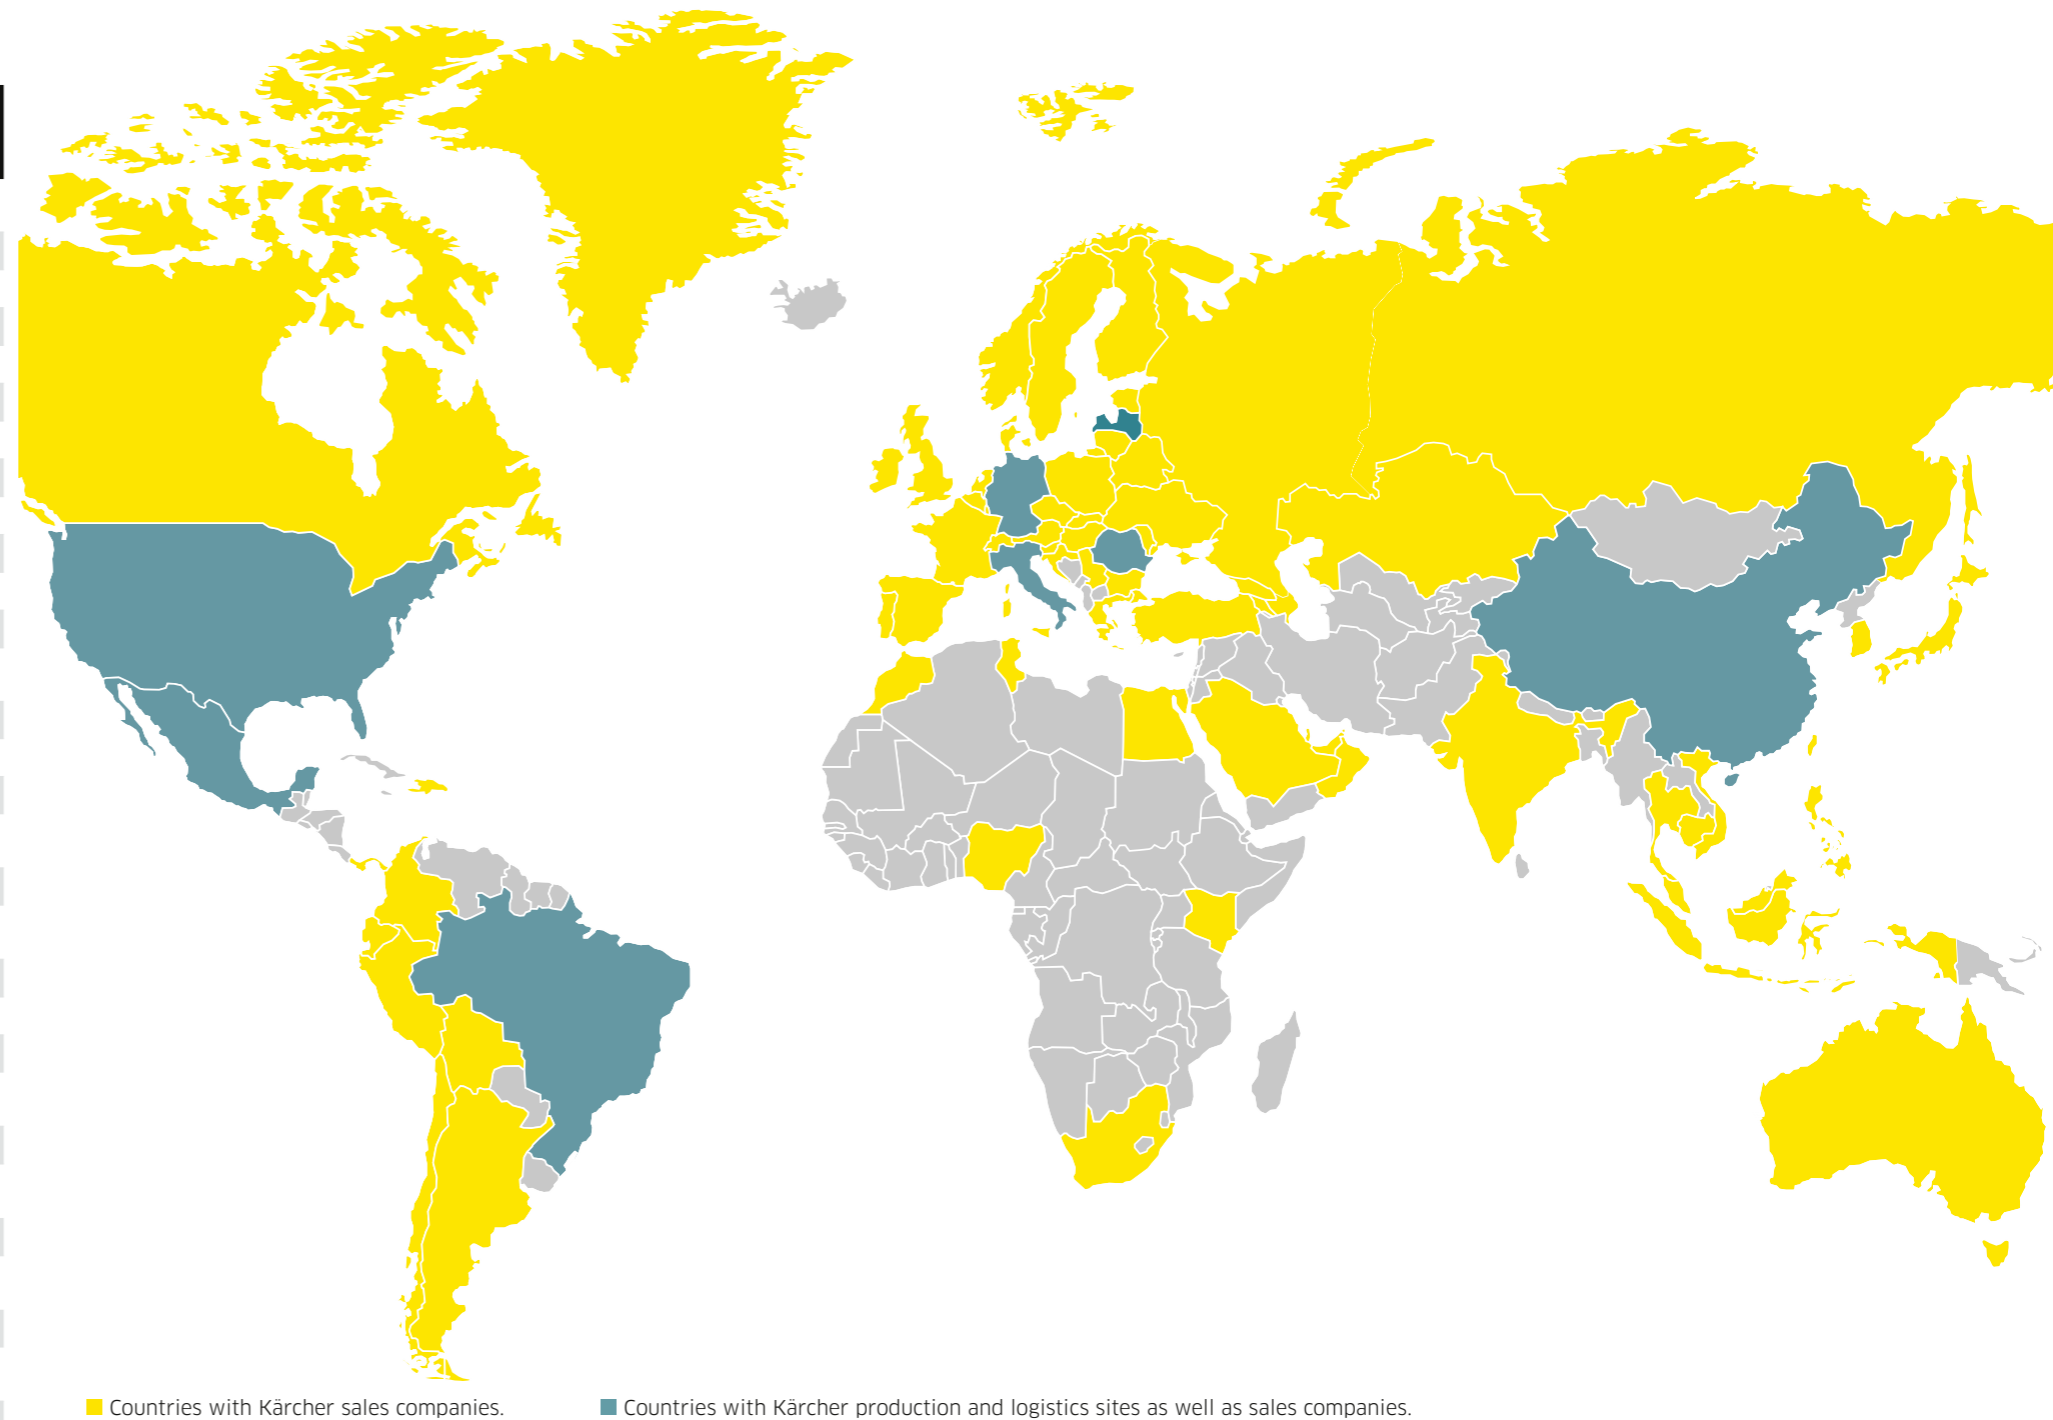 Countries with Kärcher sales companies.
Countries with Kärcher production and logistics sites as well as sales companies.